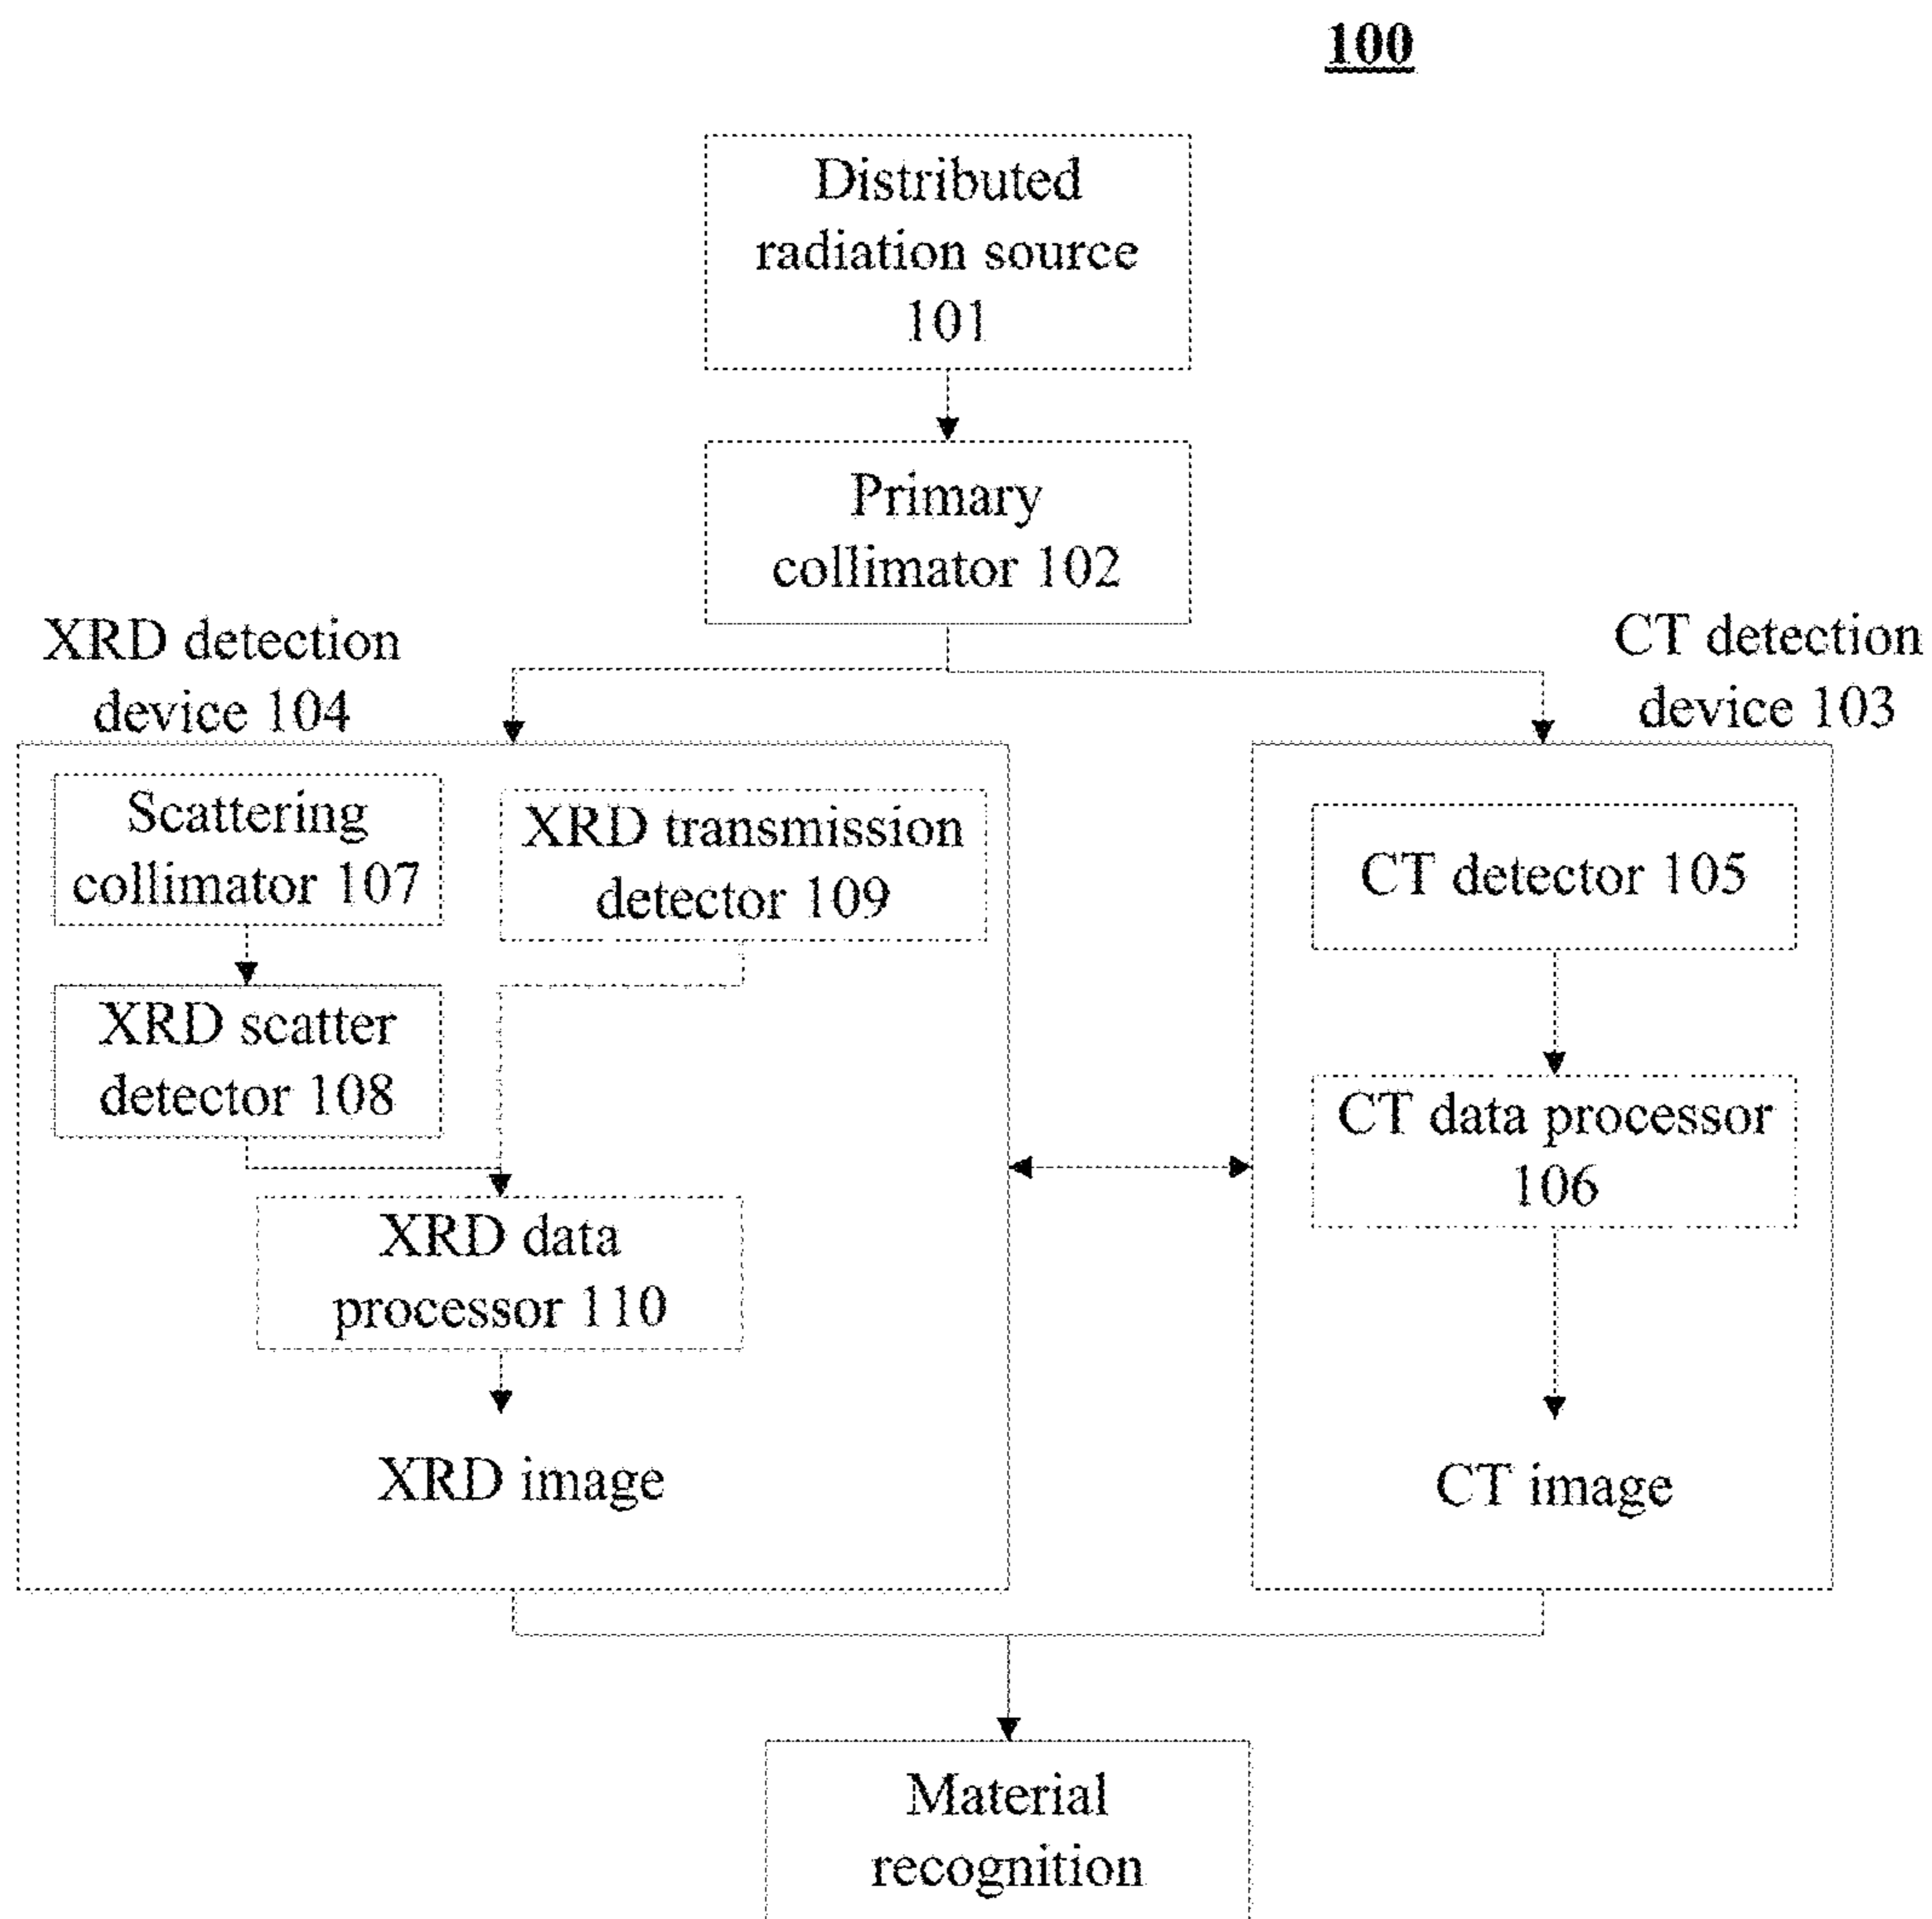 100
Distributed
radiation source
101
Primary
collimator 102
XRD detection
device 104
CT detection
device 103
Scattering
collimator 107
XRD transmission
detector 109
CT detector 105
XRD scatter
detector 108
CT data processor
106
XRD data
processor 110
XRD image
CT image
Material
recognition